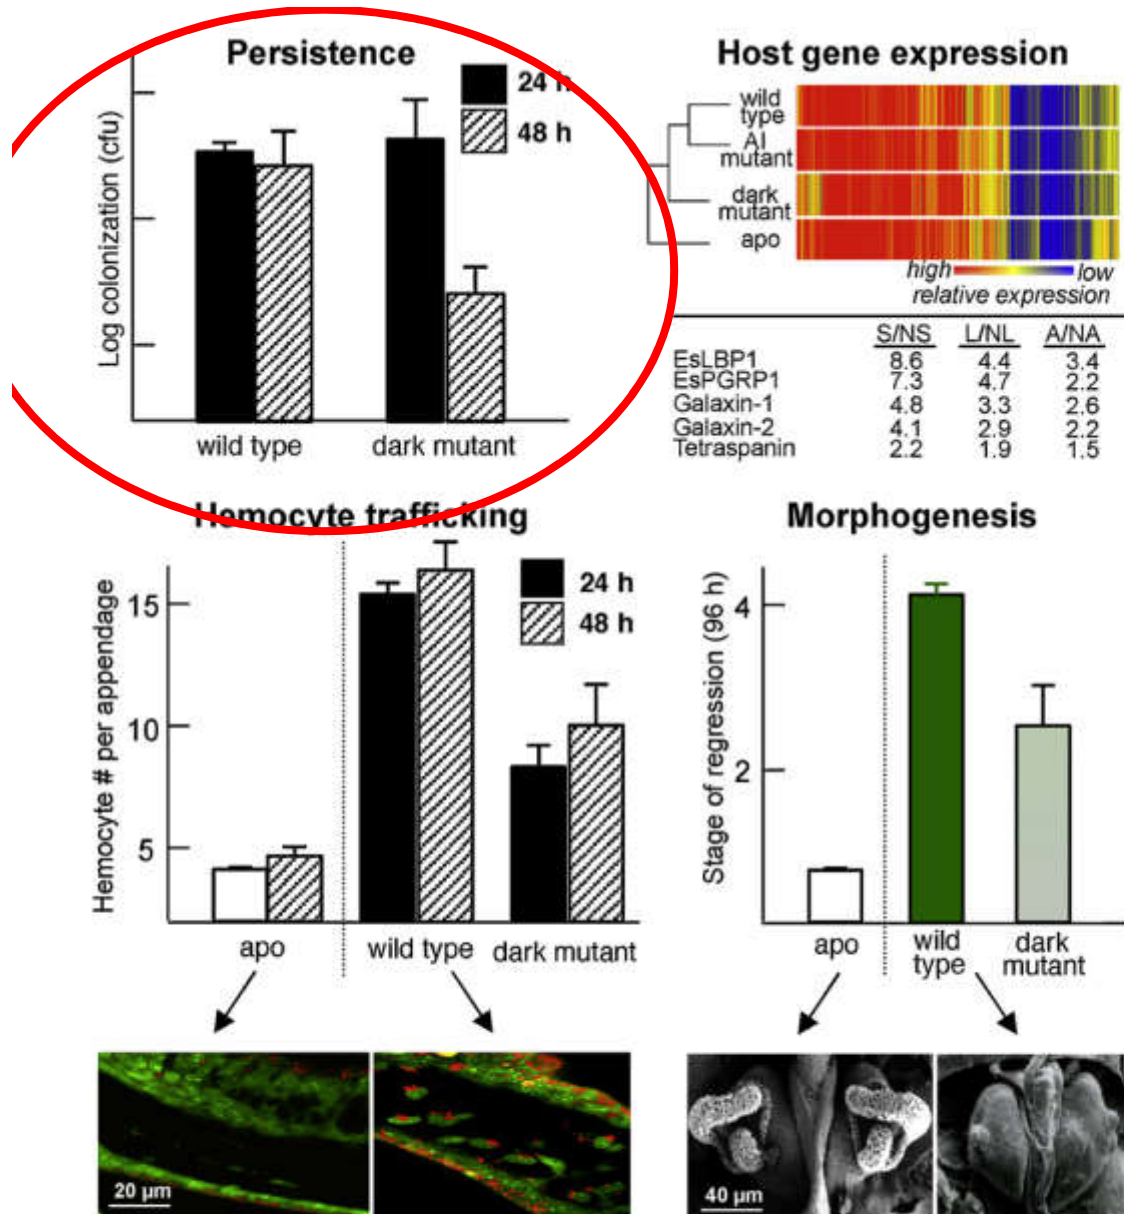 Persistence
24 h
48 h
Log colonization (cfu)
wild type
dark mutant
Host gene expression
wild
type
AI
mutant
dark
mutant
apo
high
low
relative expression
S/NS L/NL A/NA
EsLBP1 8.6 4.4 3.4
EsPGRP1 7.3 4.7 2.2
Galaxin-1 4.8 3.3 2.6
Galaxin-2 4.1 2.9 2.2
Tetraspanin 2.2 1.9 1.5
Hemocyte trafficking
24 h
48 h
Hemocyte # per appendage
15
10
5
apo
wild type
dark mutant
20 µm
Morphogenesis
Stage of regression (96 h)
4
2
apo
wild
type
dark
mutant
40 µm